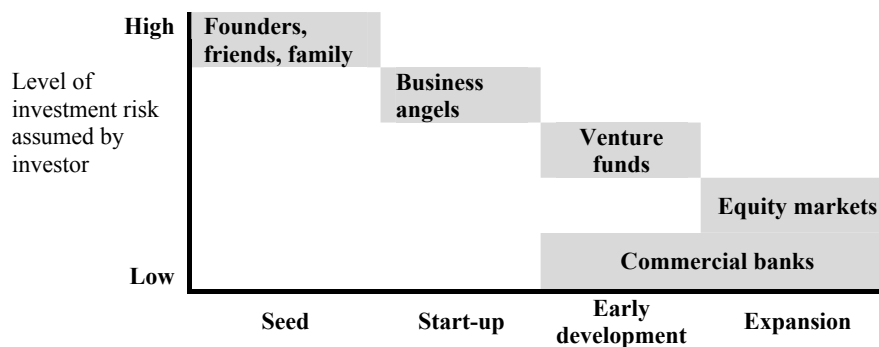 High
Founders,
friends, family
Level of
investment risk
assumed by
investor
Business
angels
Venture
funds
Equity markets
Commercial banks
Low
Seed
Start-up
Early
development
Expansion